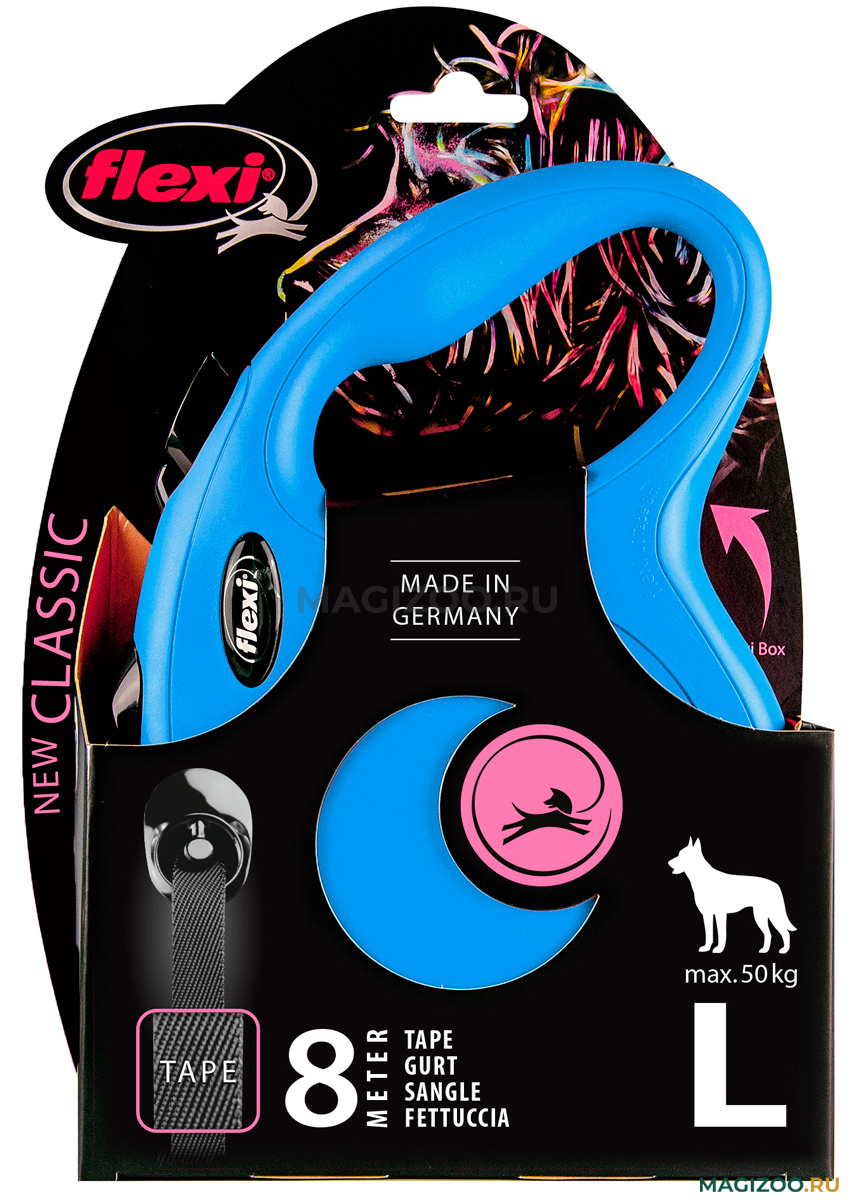 flexi®
NEW CLASSIC
flexi
MADE IN
GERMANY
MAGIZOO.RU
Box
max. 50 kg
L
TAPE
8
METER
TAPE
GURT
SANGLE
FETTUCCIA
MAGIZOO.RU